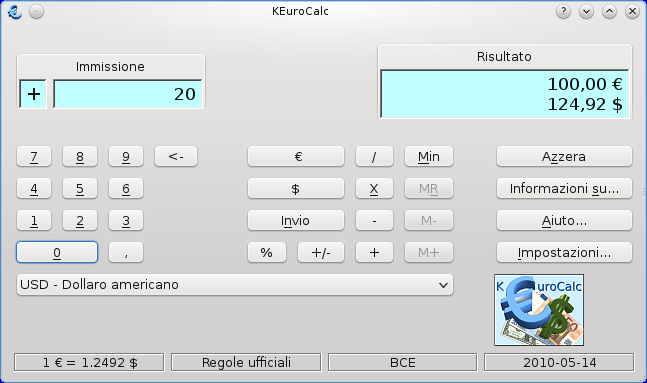 KEuroCalc
Immissione
+ 20
Risultato
100,00 €
124,92 $
7 8 9 <- € / Min Azzera
4 5 6 $ X MR Informazioni su...
1 2 3 Invio - M- Aiuto...
0 , % +/- + M+ Impostazioni...
USD - Dollaro americano
K€uroCalc
1 € = 1.2492 $ Regole ufficiali BCE 2010-05-14